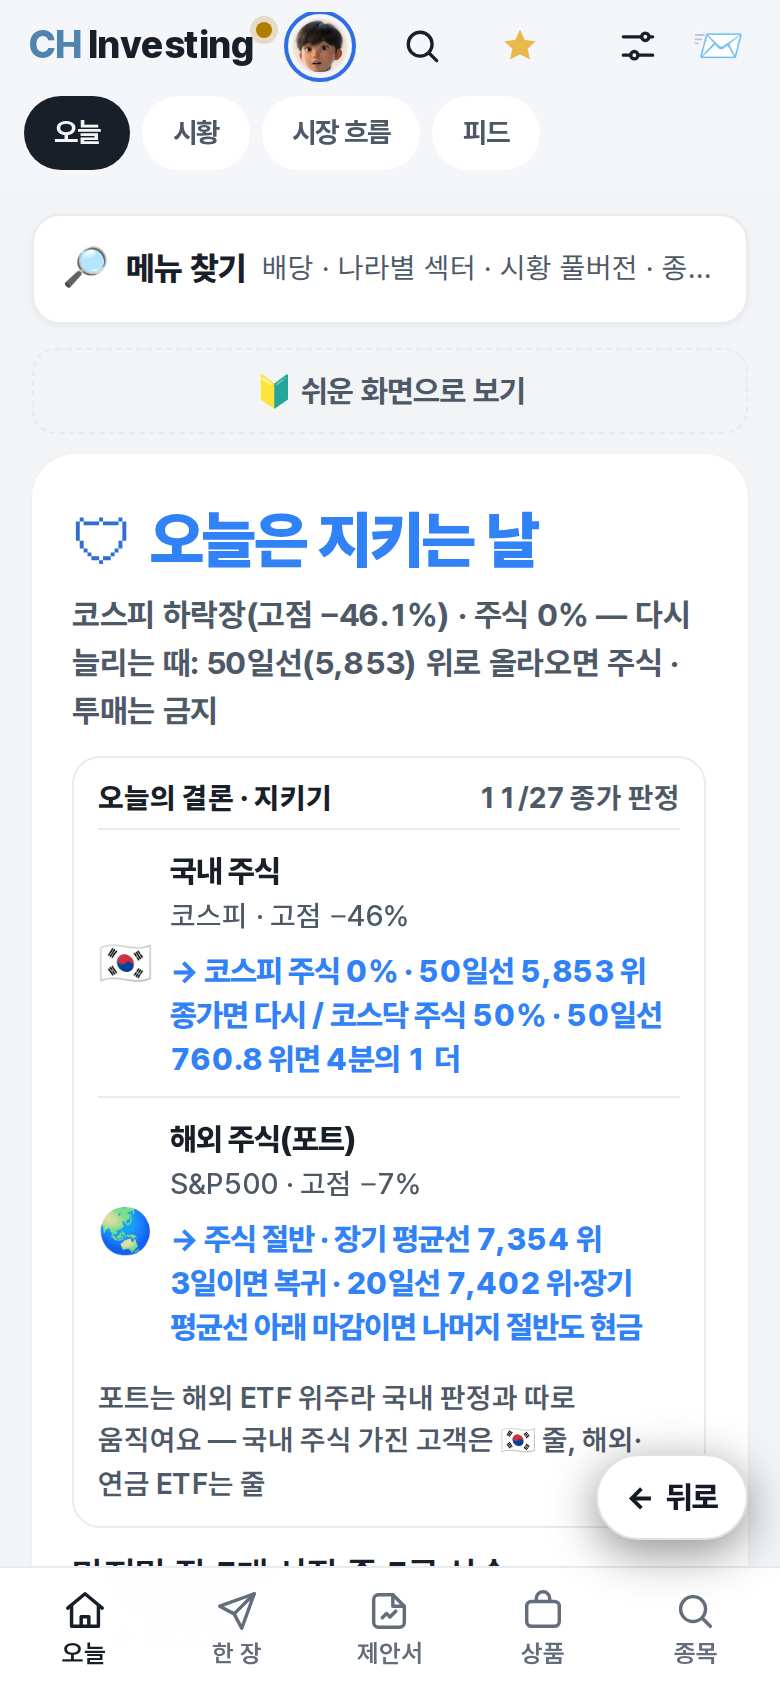 CH Investing
오늘
시황
시장 흐름
피드
메뉴 찾기 배당 · 나라별 섹터 · 시황 풀버전 · 종...
쉬운 화면으로 보기
오늘은 지키는 날
코스피 하락장(고점 −46.1%) · 주식 0% — 다시
늘리는 때: 50일선(5,853) 위로 올라오면 주식 ·
투매는 금지
오늘의 결론 · 지키기 11/27 종가 판정
국내 주식
코스피 · 고점 −46%
→ 코스피 주식 0% · 50일선 5,853 위
종가면 다시 / 코스닥 주식 50% · 50일선
760.8 위면 4분의 1 더
해외 주식(포트)
S&P500 · 고점 −7%
→ 주식 절반 · 장기 평균선 7,354 위
3일이면 복귀 · 20일선 7,402 위·장기
평균선 아래 마감이면 나머지 절반도 현금
포트는 해외 ETF 위주라 국내 판정과 따로
움직여요 — 국내 주식 가진 고객은 🇰🇷 줄, 해외·
연금 ETF는 줄
← 뒤로
오늘
한 장
제안서
상품
종목